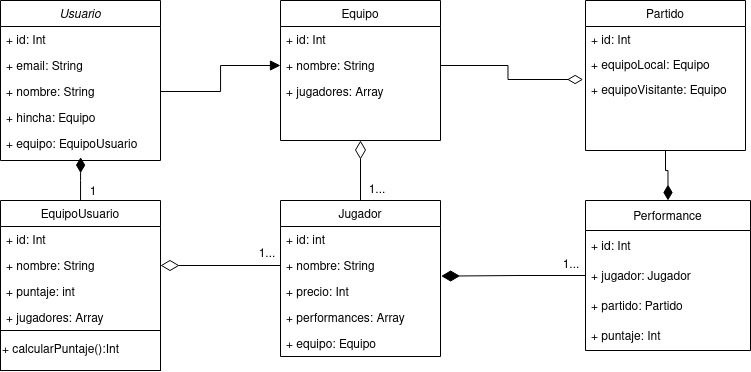 Usuario
+ id: Int
+ email: String
+ nombre: String
+ hincha: Equipo
+ equipo: EquipoUsuario
Equipo
+ id: Int
+ nombre: String
+ jugadores: Array
Partido
+ id: Int
+ equipoLocal: Equipo
+ equipoVisitante: Equipo
1
1...
EquipoUsuario
+ id: Int
+ nombre: String
+ puntaje: int
+ jugadores: Array
+ calcularPuntaje():Int
1...
Jugador
+ id: int
+ nombre: String
+ precio: Int
+ performances: Array
+ equipo: Equipo
1...
Performance
+ id: Int
+ jugador: Jugador
+ partido: Partido
+ puntaje: Int